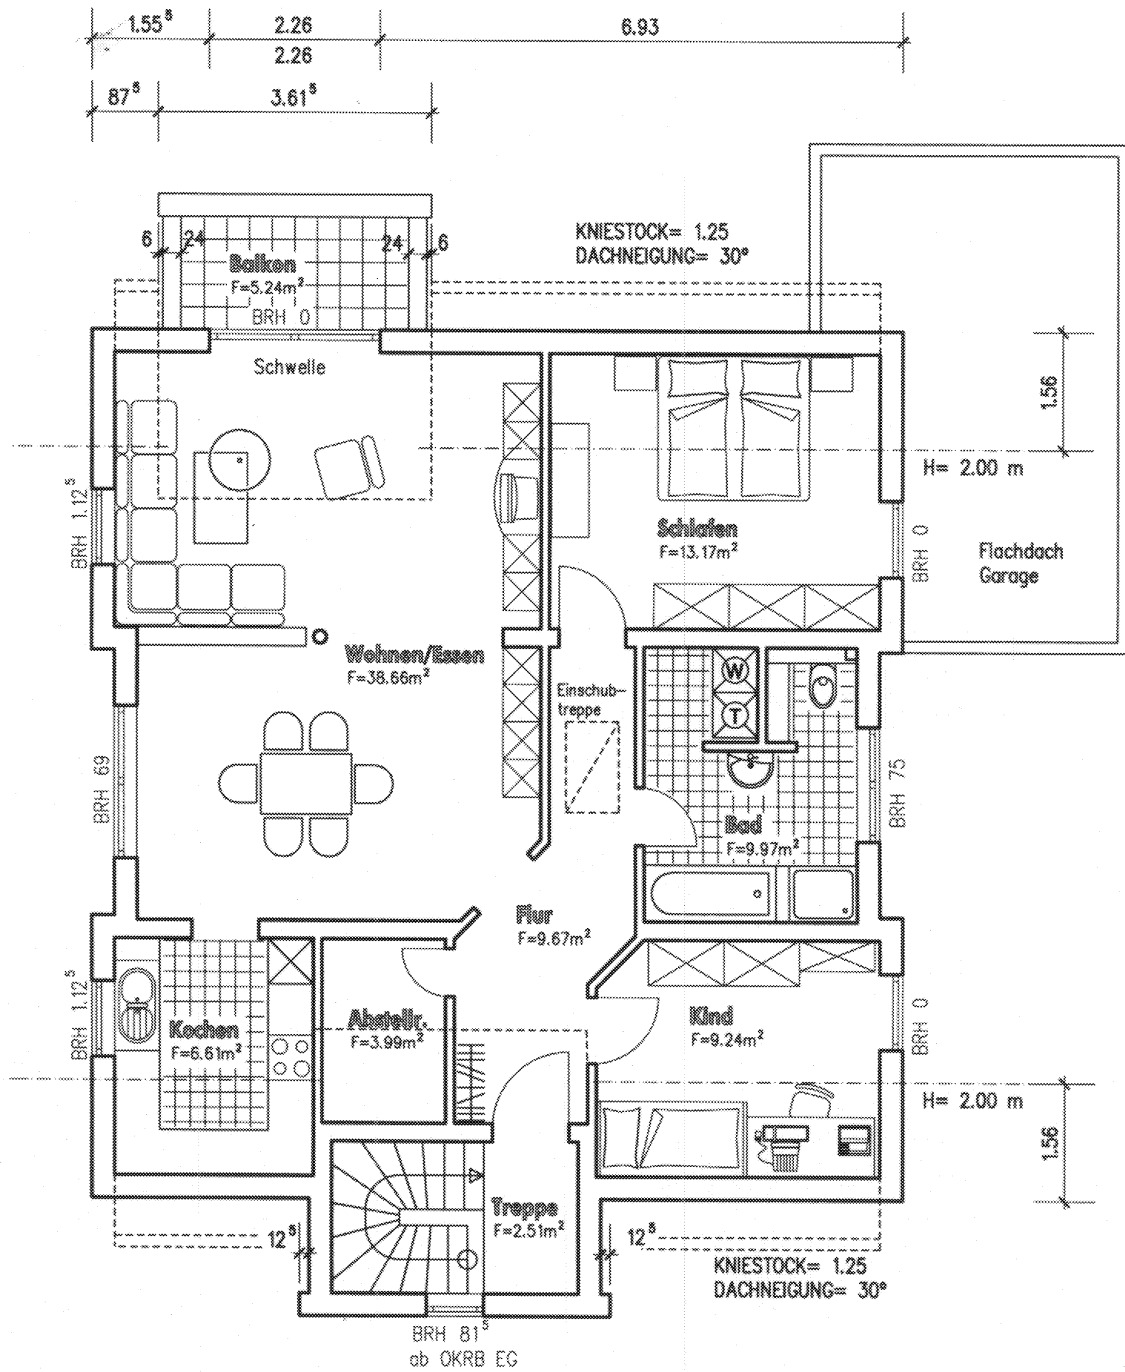 1.55⁵ 2.26 6.93
2.26
87⁵ 3.61⁵
KNIESTOCK= 1.25
DACHNEIGUNG= 30°
6 24 24 6
Balkon
F=5.24m²
BRH 0
Schwelle
1.56
H= 2.00 m
BRH 1.12⁵
Schlafen
F=13.17m²
BRH 0
Flachdach
Garage
Wohnen/Essen
F=38.66m²
Einschub-
treppe
W
T
BRH 69
BRH 75
Bad
F=9.97m²
Flur
F=9.67m²
BRH 1.12⁵
Kochen
F=6.61m²
Abstellr.
F=3.99m²
Kind
F=9.24m²
BRH 0
H= 2.00 m
1.56
Treppe
F=2.51m²
12⁵ 12⁵
KNIESTOCK= 1.25
DACHNEIGUNG= 30°
BRH 81⁵
ab OKRB EG